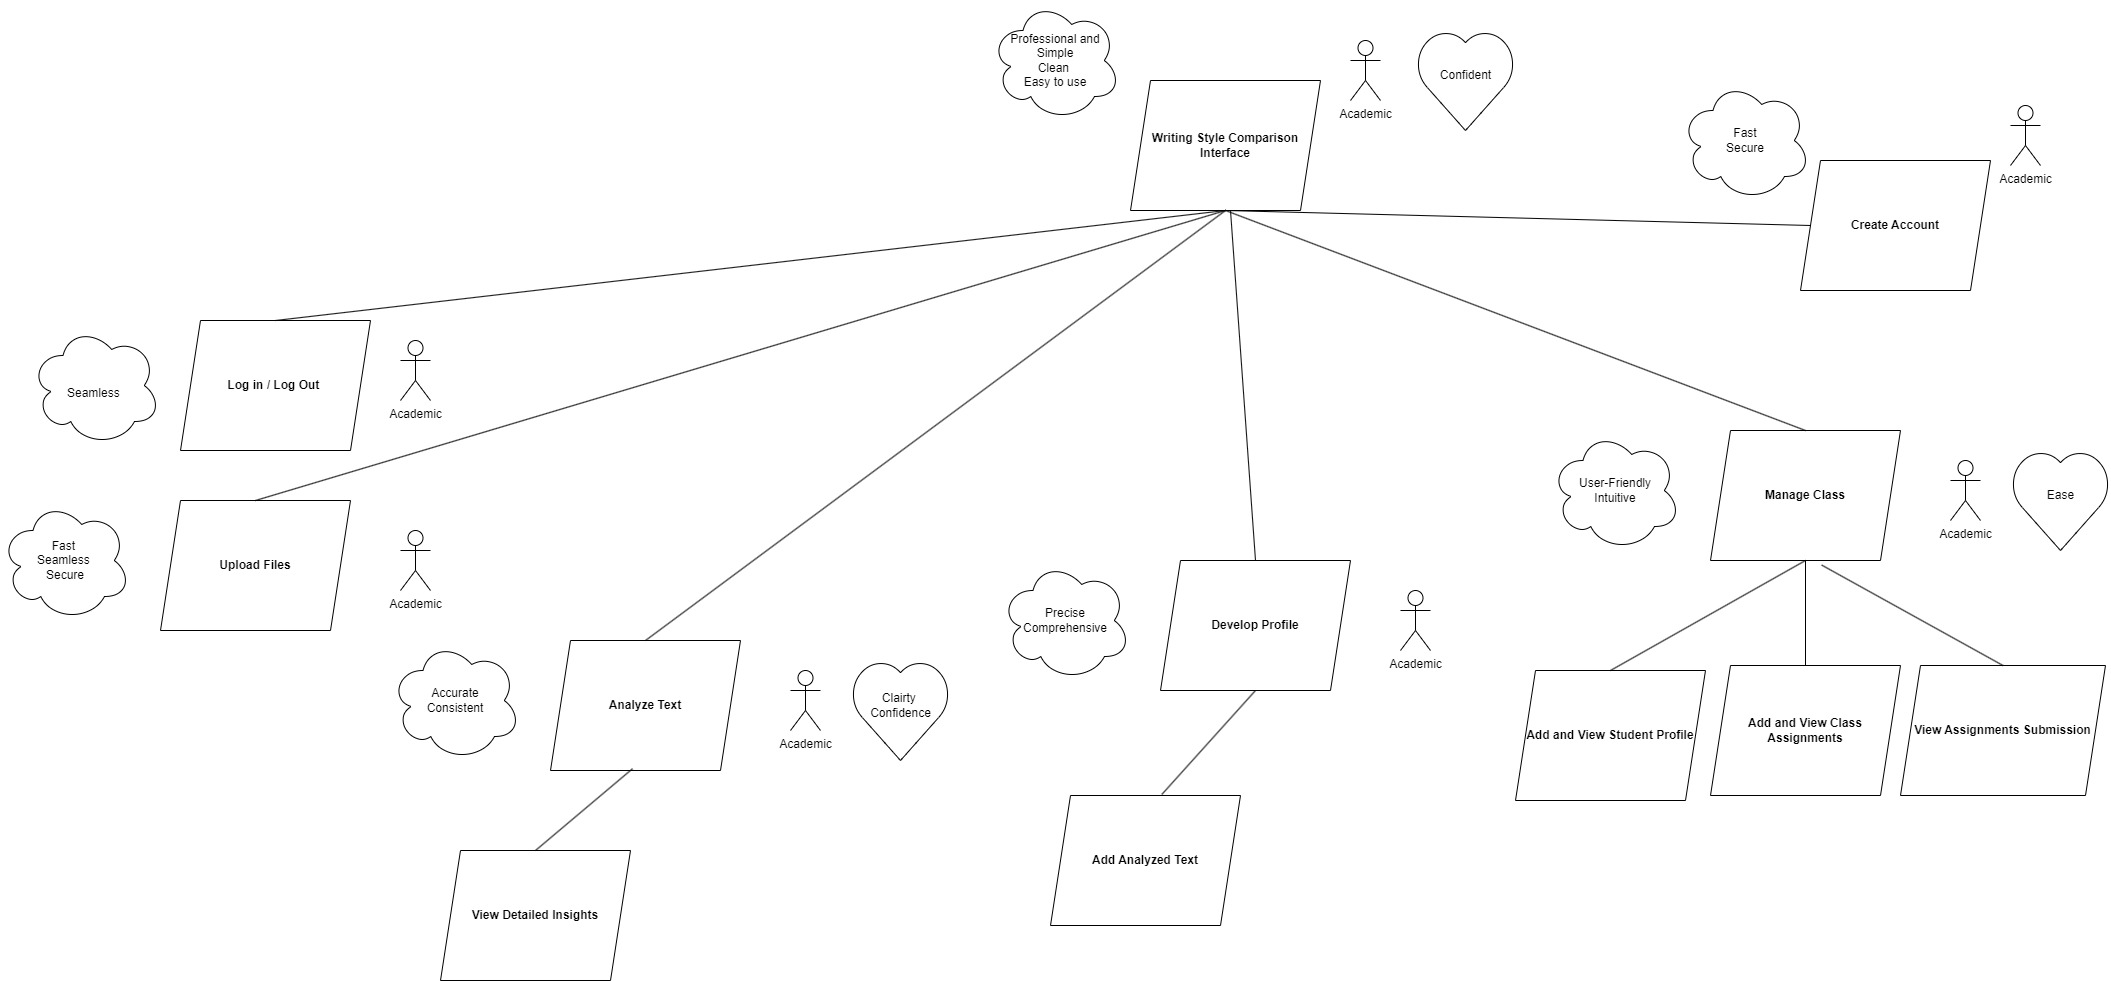 Professional and
Simple
Clean
Easy to use
Academic
Confident
Writing Style Comparison
Interface
Fast
Secure
Academic
Create Account
Seamless
Log in / Log Out
Academic
User-Friendly
Intuitive
Manage Class
Academic
Ease
Fast
Seamless
Secure
Upload Files
Academic
Precise
Comprehensive
Develop Profile
Academic
Accurate
Consistent
Analyze Text
Academic
Clairty
Confidence
Add and View Student Profile
Add and View Class
Assignments
View Assignments Submission
Add Analyzed Text
View Detailed Insights